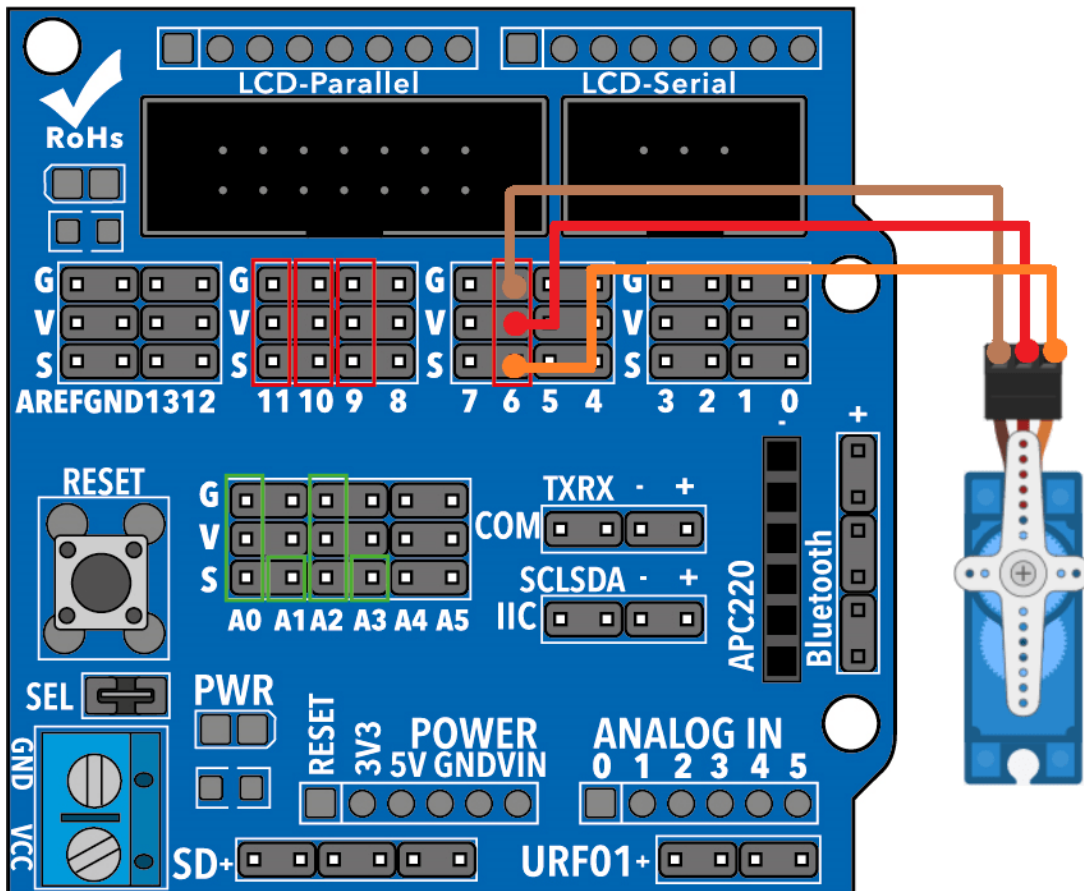 LCD-Parallel LCD-Serial
RoHs
G G G G
V V V V
S S S S
AREFGND1312 11 10 9 8 7 6 5 4 3 2 1 0
- +
RESET
G
V
S
A0 A1 A2 A3 A4 A5
TXRX - +
COM
SCLSDA - +
IIC
APC220
Bluetooth
SEL
PWR
GND
VCC
POWER
RESET 3V3 5V GNDVIN
ANALOG IN
0 1 2 3 4 5
SD+
URF01+